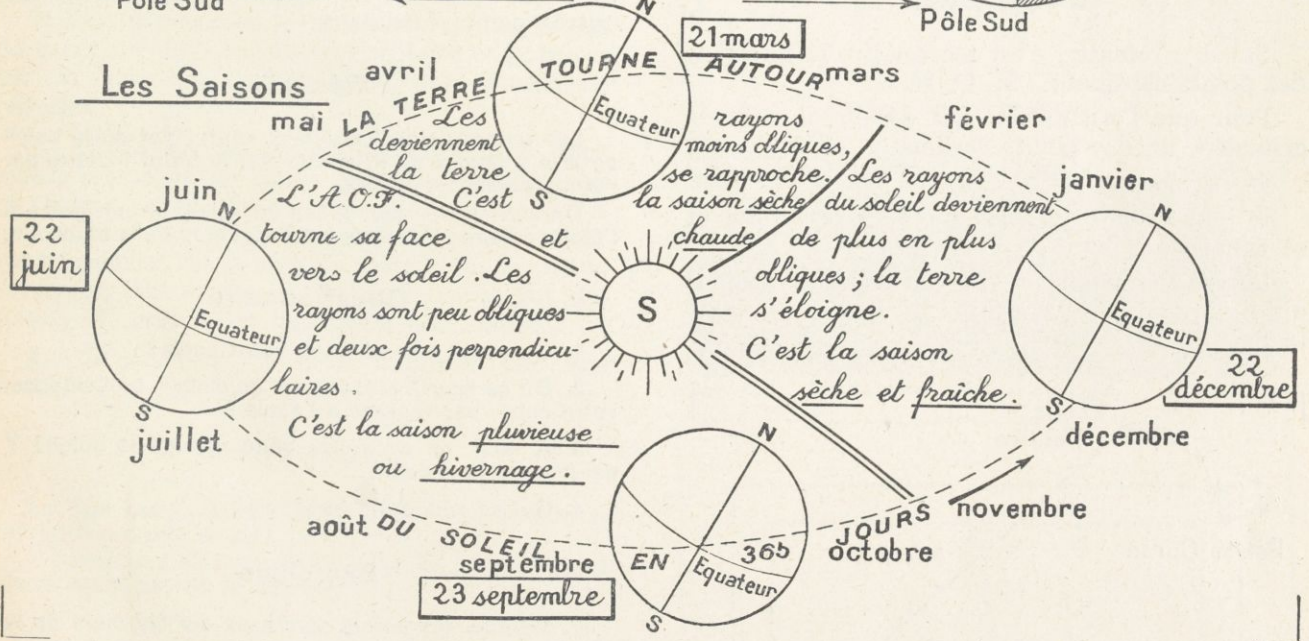 Pôle Sud
Pôle Sud
Les Saisons
LA TERRE TOURNE AUTOUR
DU SOLEIL EN 365 JOURS
21 mars
mars
février
janvier
22
décembre
décembre
novembre
octobre
septembre
23 septembre
août
juillet
22
juin
juin
mai
avril
N
Equateur
S
N
Equateur
S
N
Equateur
S
N
Equateur
S
S
Les rayons
deviennent moins obliques,
la terre se rapproche.
C'est la saison sèche
et chaude
Les rayons
du soleil deviennent
de plus en plus
obliques ; la terre
s'éloigne.
C'est la saison
sèche et fraîche.
L'A.O.F.
tourne sa face
vers le soleil. Les
rayons sont peu obliques
et deux fois perpendicu-
laires.
C'est la saison pluvieuse
ou hivernage.